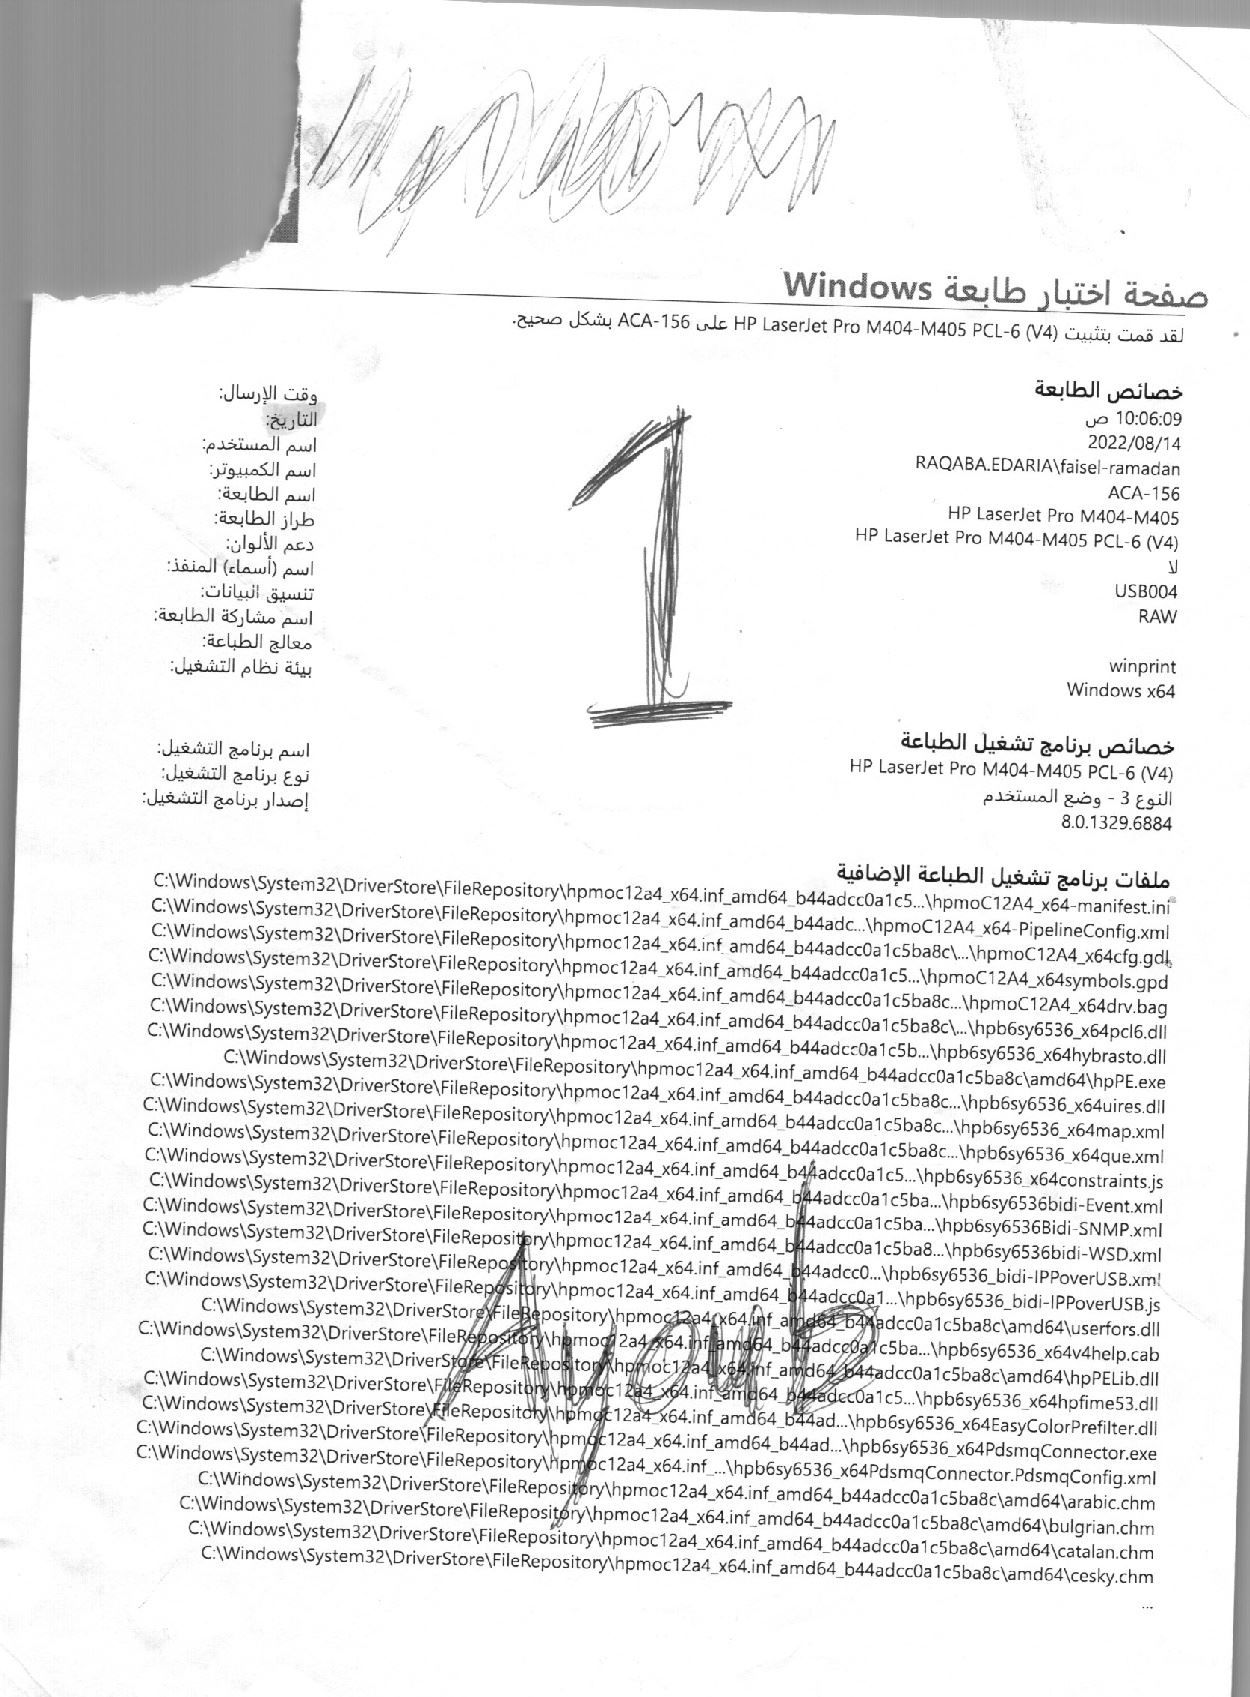 صفحة اختبار طابعة Windows
لقد قمت بتثبيت HP LaserJet Pro M404-M405 PCL-6 (V4) على ACA-156 بشكل صحيح.
خصائص الطابعة
وقت الإرسال: 10:06:09 ص
التاريخ: 2022/08/14
اسم المستخدم: RAQABA.EDARIA\faisel-ramadan
اسم الكمبيوتر: ACA-156
اسم الطابعة: HP LaserJet Pro M404-M405
طراز الطابعة: HP LaserJet Pro M404-M405 PCL-6 (V4)
دعم الألوان: لا
اسم (أسماء) المنفذ: USB004
تنسيق البيانات: RAW
اسم مشاركة الطابعة:
معالج الطباعة: winprint
بيئة نظام التشغيل: Windows x64
1
خصائص برنامج تشغيل الطباعة
اسم برنامج التشغيل: HP LaserJet Pro M404-M405 PCL-6 (V4)
نوع برنامج التشغيل: النوع 3 - وضع المستخدم
إصدار برنامج التشغيل: 8.0.1329.6884
ملفات برنامج تشغيل الطباعة الإضافية
C:\Windows\System32\DriverStore\FileRepository\hpmoc12a4_x64.inf_amd64_b44adcc0a1c5...\hpmoC12A4_x64-manifest.ini
C:\Windows\System32\DriverStore\FileRepository\hpmoc12a4_x64.inf_amd64_b44adc...\hpmoC12A4_x64-PipelineConfig.xml
C:\Windows\System32\DriverStore\FileRepository\hpmoc12a4_x64.inf_amd64_b44adcc0a1c5ba8c\...\hpmoC12A4_x64cfg.gdl
C:\Windows\System32\DriverStore\FileRepository\hpmoc12a4_x64.inf_amd64_b44adcc0a1c5...\hpmoC12A4_x64symbols.gpd
C:\Windows\System32\DriverStore\FileRepository\hpmoc12a4_x64.inf_amd64_b44adcc0a1c5ba8c...\hpmoC12A4_x64drv.bag
C:\Windows\System32\DriverStore\FileRepository\hpmoc12a4_x64.inf_amd64_b44adcc0a1c5ba8c\...\hpb6sy6536_x64pcl6.dll
C:\Windows\System32\DriverStore\FileRepository\hpmoc12a4_x64.inf_amd64_b44adcc0a1c5b...\hpb6sy6536_x64hybrasto.dll
C:\Windows\System32\DriverStore\FileRepository\hpmoc12a4_x64.inf_amd64_b44adcc0a1c5ba8c\amd64\hpPE.exe
C:\Windows\System32\DriverStore\FileRepository\hpmoc12a4_x64.inf_amd64_b44adcc0a1c5ba8c...\hpb6sy6536_x64uires.dll
C:\Windows\System32\DriverStore\FileRepository\hpmoc12a4_x64.inf_amd64_b44adcc0a1c5ba8c...\hpb6sy6536_x64map.xml
C:\Windows\System32\DriverStore\FileRepository\hpmoc12a4_x64.inf_amd64_b44adcc0a1c5ba8c...\hpb6sy6536_x64que.xml
C:\Windows\System32\DriverStore\FileRepository\hpmoc12a4_x64.inf_amd64_b44adcc0a1c5...\hpb6sy6536_x64constraints.js
C:\Windows\System32\DriverStore\FileRepository\hpmoc12a4_x64.inf_amd64_b44adcc0a1c5ba...\hpb6sy6536bidi-Event.xml
C:\Windows\System32\DriverStore\FileRepository\hpmoc12a4_x64.inf_amd64_b44adcc0a1c5ba...\hpb6sy6536Bidi-SNMP.xml
C:\Windows\System32\DriverStore\FileRepository\hpmoc12a4_x64.inf_amd64_b44adcc0a1c5ba8...\hpb6sy6536bidi-WSD.xml
C:\Windows\System32\DriverStore\FileRepository\hpmoc12a4_x64.inf_amd64_b44adcc0...\hpb6sy6536_bidi-IPPoverUSB.xml
C:\Windows\System32\DriverStore\FileRepository\hpmoc12a4_x64.inf_amd64_b44adcc0a1...\hpb6sy6536_bidi-IPPoverUSB.js
C:\Windows\System32\DriverStore\FileRepository\hpmoc12a4_x64.inf_amd64_b44adcc0a1c5ba8c\amd64\userfors.dll
C:\Windows\System32\DriverStore\FileRepository\hpmoc12a4_x64.inf_amd64_b44adcc0a1c5ba...\hpb6sy6536_x64v4help.cab
C:\Windows\System32\DriverStore\FileRepository\hpmoc12a4_x64.inf_amd64_b44adcc0a1c5ba8c\amd64\hpPELib.dll
C:\Windows\System32\DriverStore\FileRepository\hpmoc12a4_x64.inf_amd64_b44adcc0a1c5...\hpb6sy6536_x64hpfime53.dll
C:\Windows\System32\DriverStore\FileRepository\hpmoc12a4_x64.inf_amd64_b44ad...\hpb6sy6536_x64EasyColorPrefilter.dll
C:\Windows\System32\DriverStore\FileRepository\hpmoc12a4_x64.inf_amd64_b44ad...\hpb6sy6536_x64PdsmqConnector.exe
C:\Windows\System32\DriverStore\FileRepository\hpmoc12a4_x64.inf_...\hpb6sy6536_x64PdsmqConnector.PdsmqConfig.xml
C:\Windows\System32\DriverStore\FileRepository\hpmoc12a4_x64.inf_amd64_b44adcc0a1c5ba8c\amd64\arabic.chm
C:\Windows\System32\DriverStore\FileRepository\hpmoc12a4_x64.inf_amd64_b44adcc0a1c5ba8c\amd64\bulgrian.chm
C:\Windows\System32\DriverStore\FileRepository\hpmoc12a4_x64.inf_amd64_b44adcc0a1c5ba8c\amd64\catalan.chm
C:\Windows\System32\DriverStore\FileRepository\hpmoc12a4_x64.inf_amd64_b44adcc0a1c5ba8c\amd64\cesky.chm
...
Ayoub